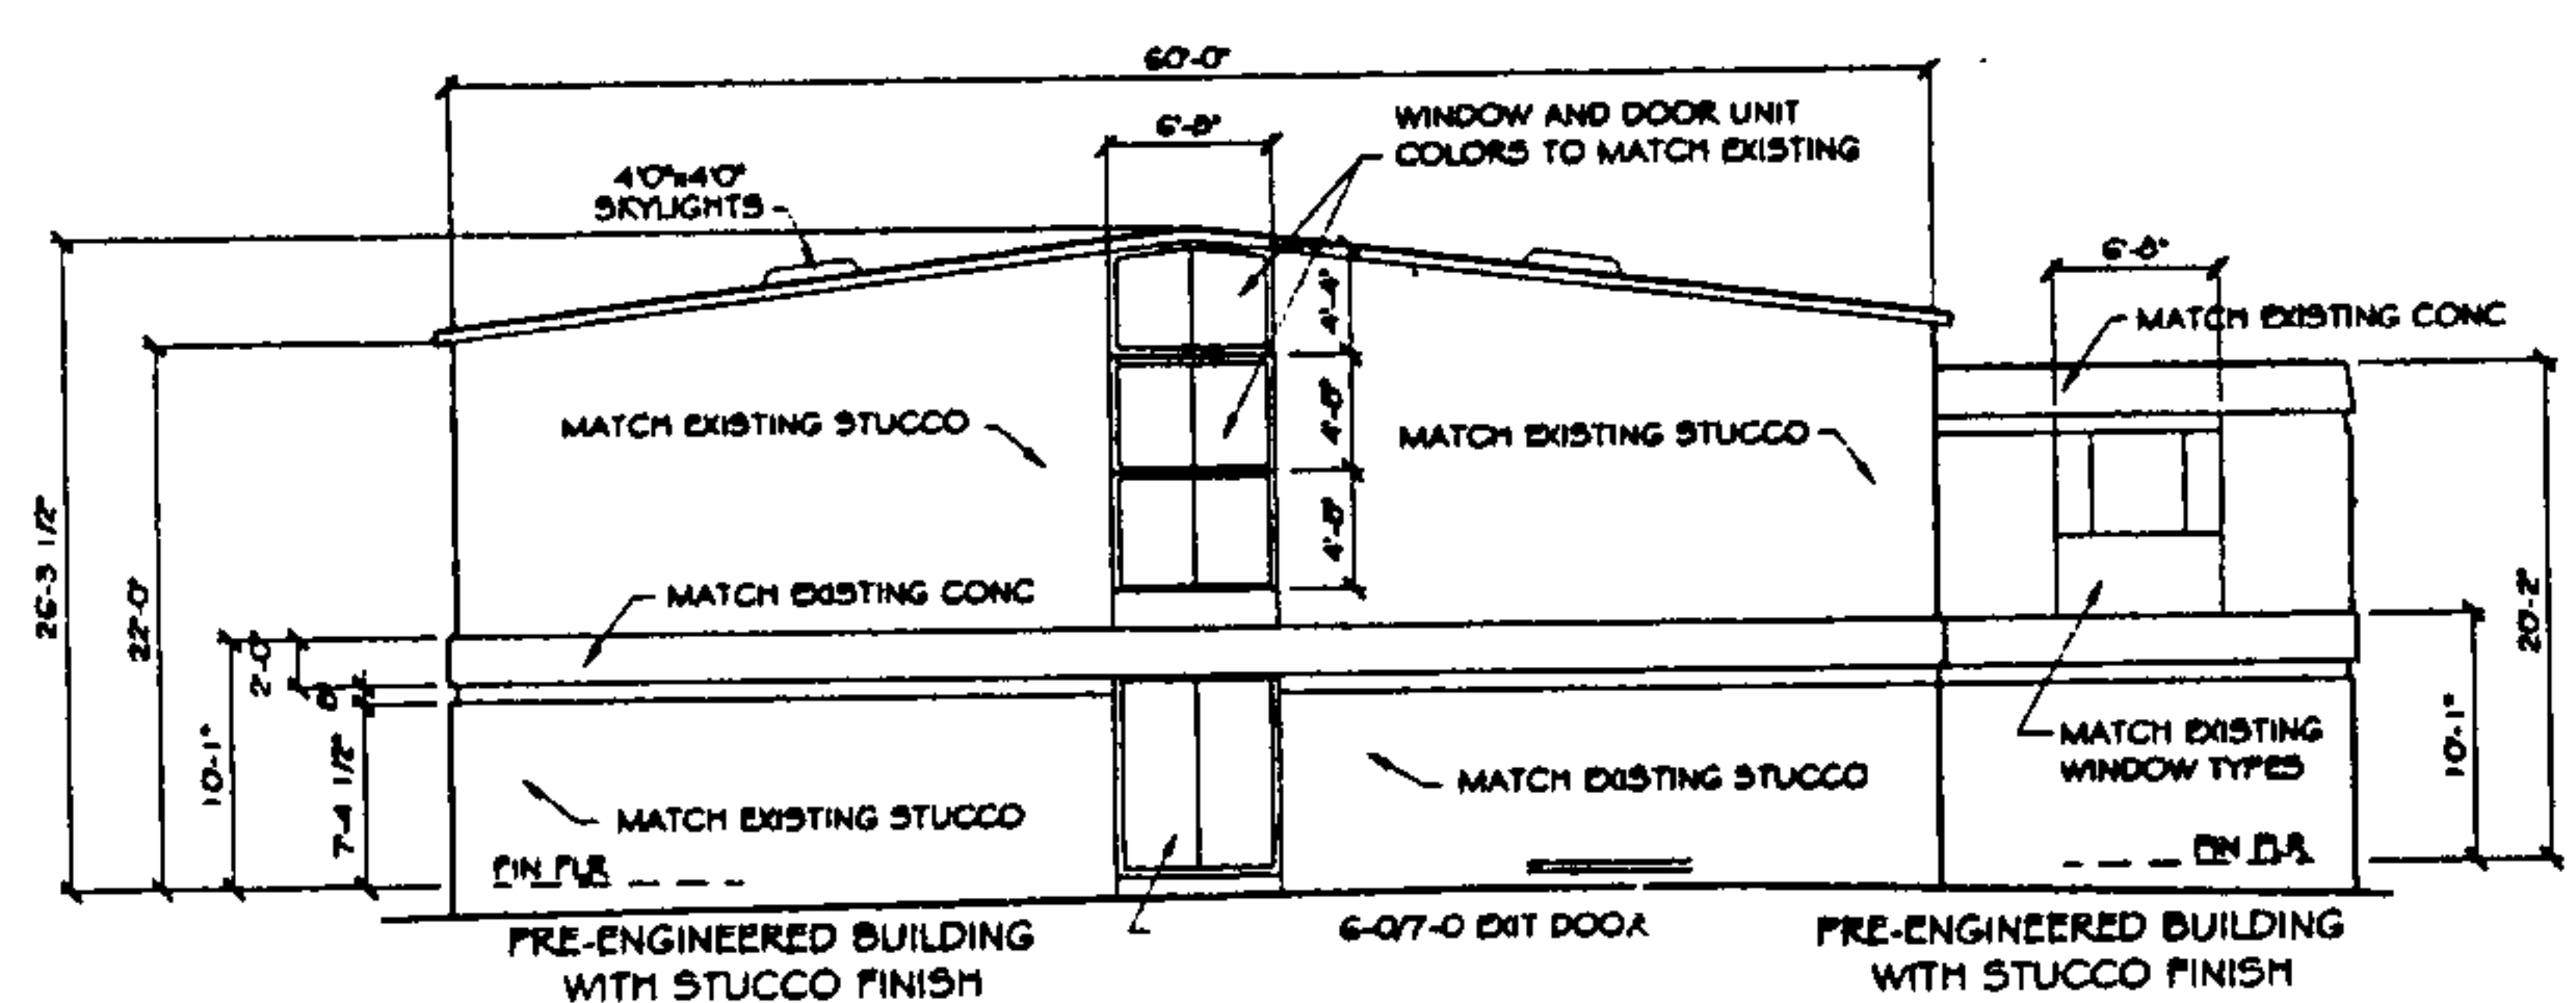 60'-0"
6'-8"
WINDOW AND DOOR UNIT
COLORS TO MATCH EXISTING
4'0"x4'0"
SKYLIGHTS
6'-8"
MATCH EXISTING CONC
4'-4"
4'-8"
4'-8"
MATCH EXISTING STUCCO
MATCH EXISTING STUCCO
26'-3 1/2"
22'-0"
10'-1"
2'-0"
8"
7'-4 1/2"
MATCH EXISTING CONC
20'-2"
10'-1"
MATCH EXISTING
WINDOW TYPES
MATCH EXISTING STUCCO
MATCH EXISTING STUCCO
FIN FLR
FIN FLR
6-0/7-0 EXIT DOOR
PRE-ENGINEERED BUILDING
WITH STUCCO FINISH
PRE-ENGINEERED BUILDING
WITH STUCCO FINISH